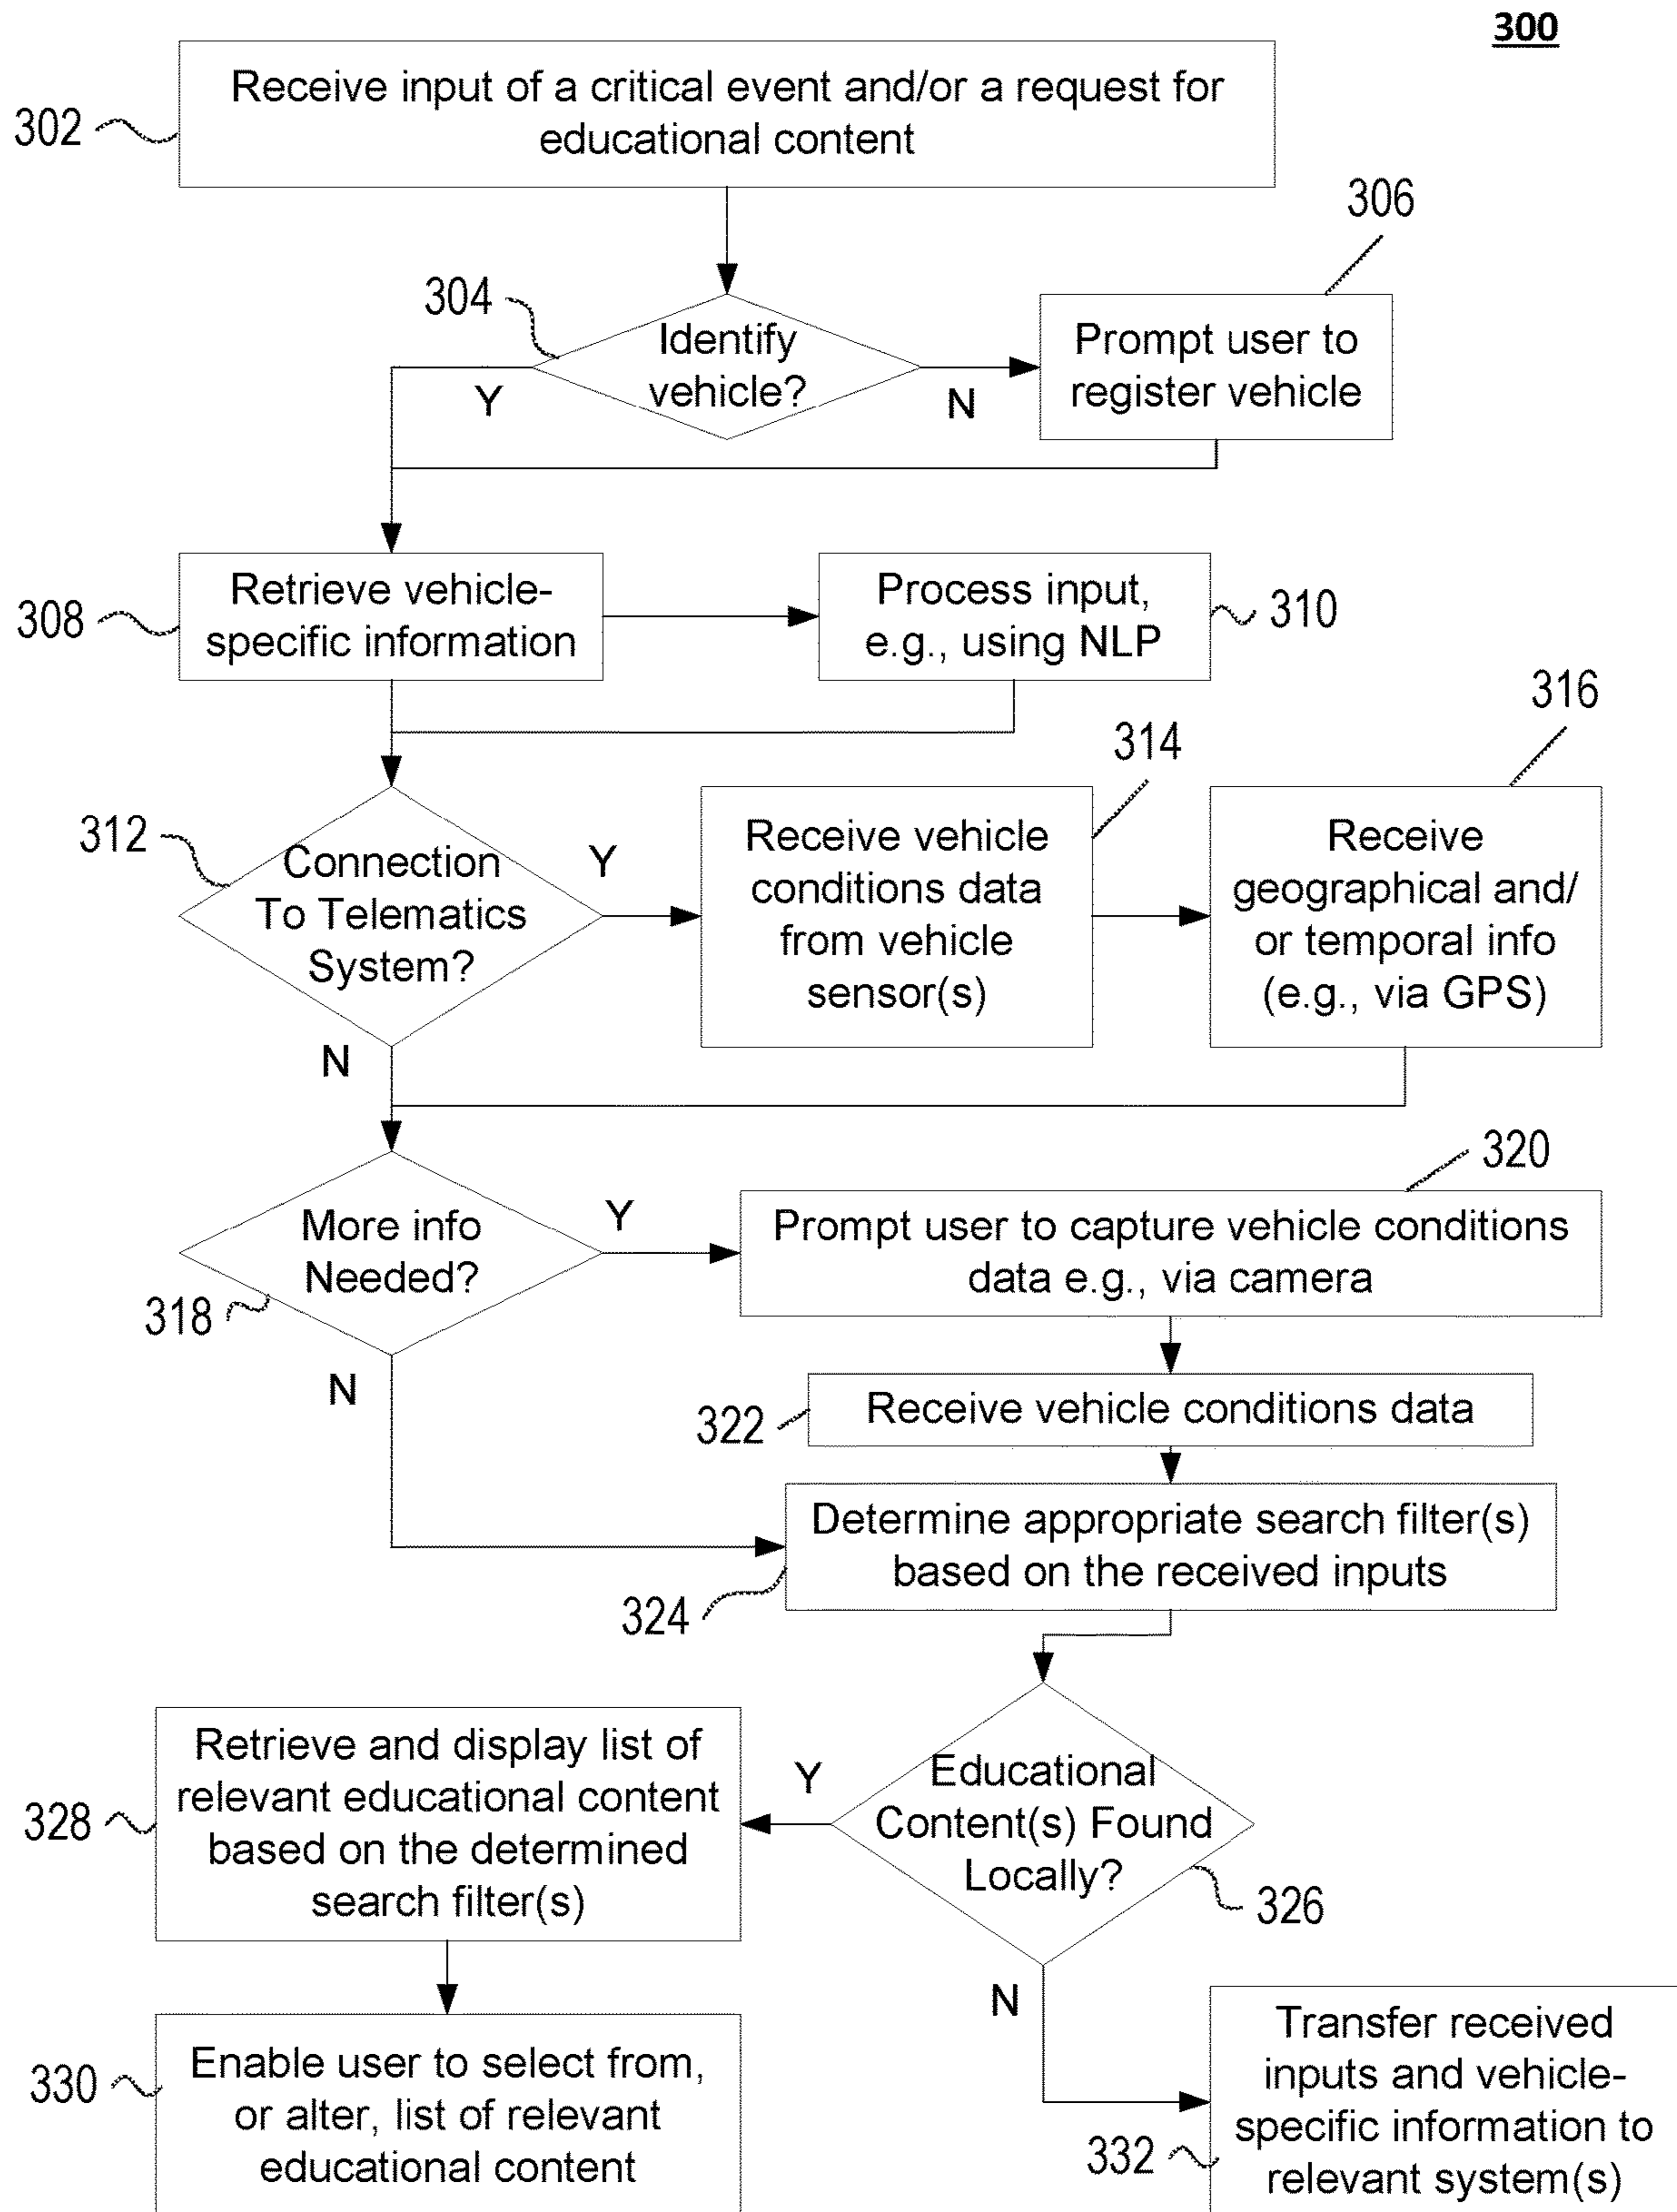 300
Receive input of a critical event and/or a request for
educational content
302
306
304
Identify
vehicle?
Prompt user to
register vehicle
Y
N
308
Retrieve vehicle-
specific information
Process input,
e.g., using NLP
310
316
314
312
Connection
To Telematics
System?
Y
Receive vehicle
conditions data
from vehicle
sensor(s)
Receive
geographical and/
or temporal info
(e.g., via GPS)
N
320
More info
Needed?
Y
Prompt user to capture vehicle conditions
data e.g., via camera
318
N
322
Receive vehicle conditions data
Determine appropriate search filter(s)
based on the received inputs
324
328
Retrieve and display list of
relevant educational content
based on the determined
search filter(s)
Y
Educational
Content(s) Found
Locally?
326
N
330
Enable user to select from,
or alter, list of relevant
educational content
Transfer received
inputs and vehicle-
specific information to
relevant system(s)
332